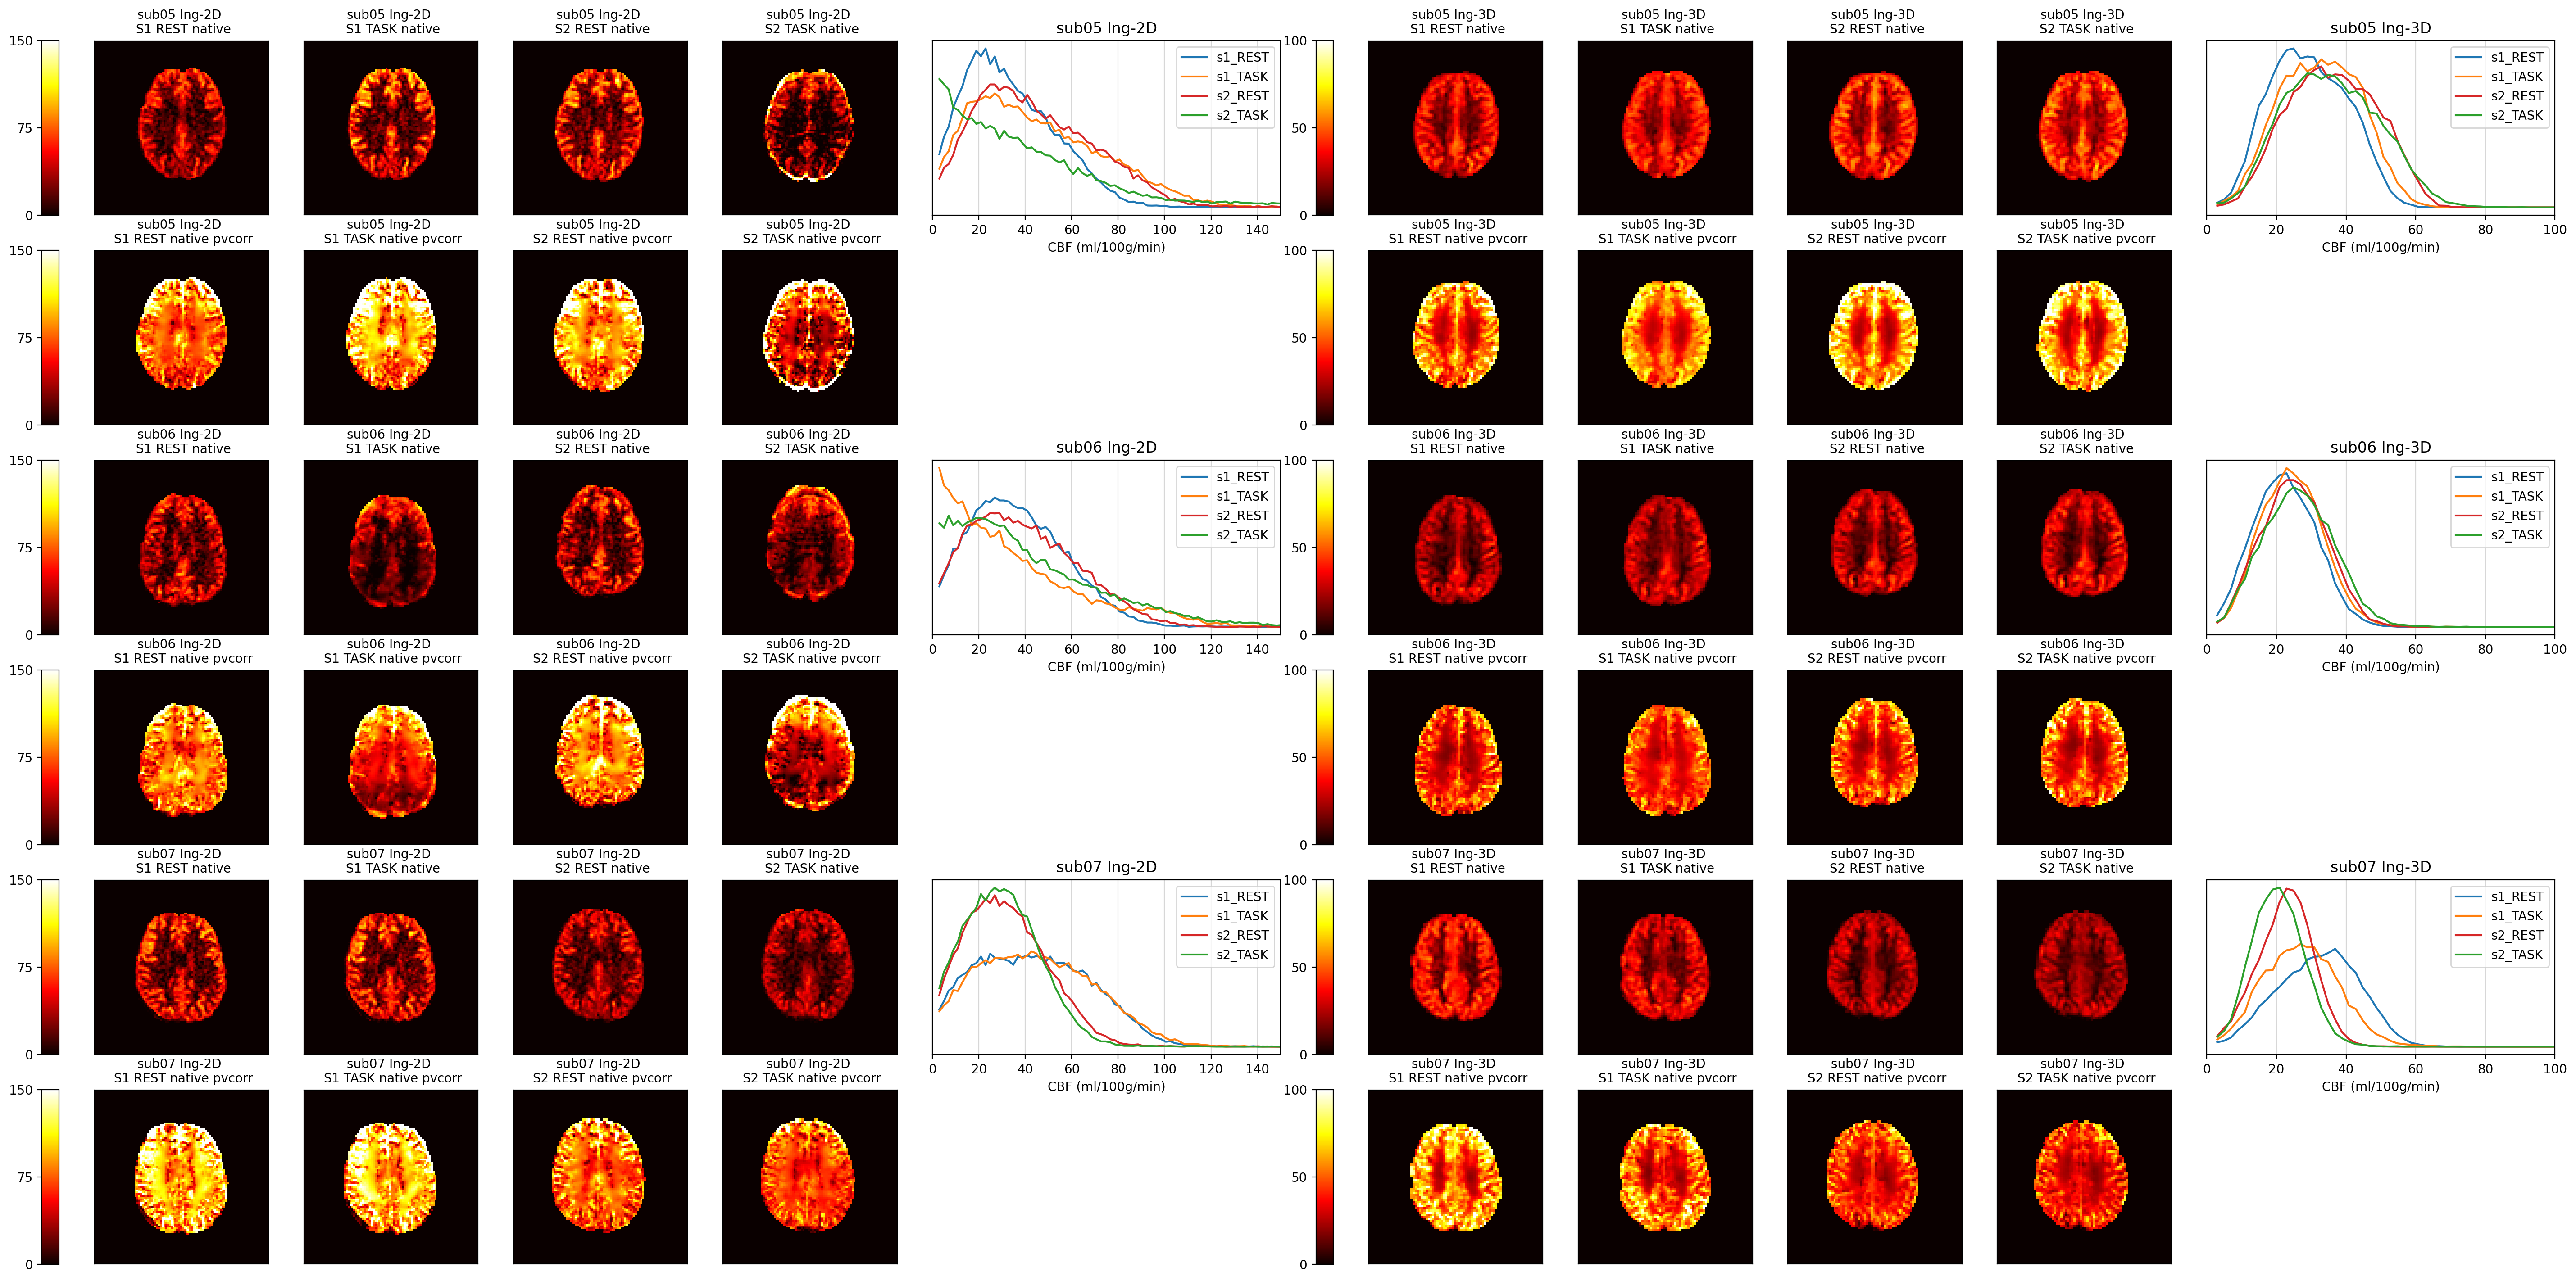 sub05 Ing-2D
S1 REST native
sub05 Ing-2D
S1 TASK native
sub05 Ing-2D
S2 REST native
sub05 Ing-2D
S2 TASK native
sub05 Ing-2D
s1_REST
s1_TASK
s2_REST
s2_TASK
0 20 40 60 80 100 120 140
CBF (ml/100g/min)
150
75
0
sub05 Ing-3D
S1 REST native
sub05 Ing-3D
S1 TASK native
sub05 Ing-3D
S2 REST native
sub05 Ing-3D
S2 TASK native
sub05 Ing-3D
s1_REST
s1_TASK
s2_REST
s2_TASK
0 20 40 60 80 100
CBF (ml/100g/min)
100
50
0
sub05 Ing-2D
S1 REST native pvcorr
sub05 Ing-2D
S1 TASK native pvcorr
sub05 Ing-2D
S2 REST native pvcorr
sub05 Ing-2D
S2 TASK native pvcorr
150
75
0
sub05 Ing-3D
S1 REST native pvcorr
sub05 Ing-3D
S1 TASK native pvcorr
sub05 Ing-3D
S2 REST native pvcorr
sub05 Ing-3D
S2 TASK native pvcorr
100
50
0
sub06 Ing-2D
S1 REST native
sub06 Ing-2D
S1 TASK native
sub06 Ing-2D
S2 REST native
sub06 Ing-2D
S2 TASK native
sub06 Ing-2D
s1_REST
s1_TASK
s2_REST
s2_TASK
0 20 40 60 80 100 120 140
CBF (ml/100g/min)
150
75
0
sub06 Ing-3D
S1 REST native
sub06 Ing-3D
S1 TASK native
sub06 Ing-3D
S2 REST native
sub06 Ing-3D
S2 TASK native
sub06 Ing-3D
s1_REST
s1_TASK
s2_REST
s2_TASK
0 20 40 60 80 100
CBF (ml/100g/min)
100
50
0
sub06 Ing-2D
S1 REST native pvcorr
sub06 Ing-2D
S1 TASK native pvcorr
sub06 Ing-2D
S2 REST native pvcorr
sub06 Ing-2D
S2 TASK native pvcorr
150
75
0
sub06 Ing-3D
S1 REST native pvcorr
sub06 Ing-3D
S1 TASK native pvcorr
sub06 Ing-3D
S2 REST native pvcorr
sub06 Ing-3D
S2 TASK native pvcorr
100
50
0
sub07 Ing-2D
S1 REST native
sub07 Ing-2D
S1 TASK native
sub07 Ing-2D
S2 REST native
sub07 Ing-2D
S2 TASK native
sub07 Ing-2D
s1_REST
s1_TASK
s2_REST
s2_TASK
0 20 40 60 80 100 120 140
CBF (ml/100g/min)
150
75
0
sub07 Ing-3D
S1 REST native
sub07 Ing-3D
S1 TASK native
sub07 Ing-3D
S2 REST native
sub07 Ing-3D
S2 TASK native
sub07 Ing-3D
s1_REST
s1_TASK
s2_REST
s2_TASK
0 20 40 60 80 100
CBF (ml/100g/min)
100
50
0
sub07 Ing-2D
S1 REST native pvcorr
sub07 Ing-2D
S1 TASK native pvcorr
sub07 Ing-2D
S2 REST native pvcorr
sub07 Ing-2D
S2 TASK native pvcorr
150
75
0
sub07 Ing-3D
S1 REST native pvcorr
sub07 Ing-3D
S1 TASK native pvcorr
sub07 Ing-3D
S2 REST native pvcorr
sub07 Ing-3D
S2 TASK native pvcorr
100
50
0